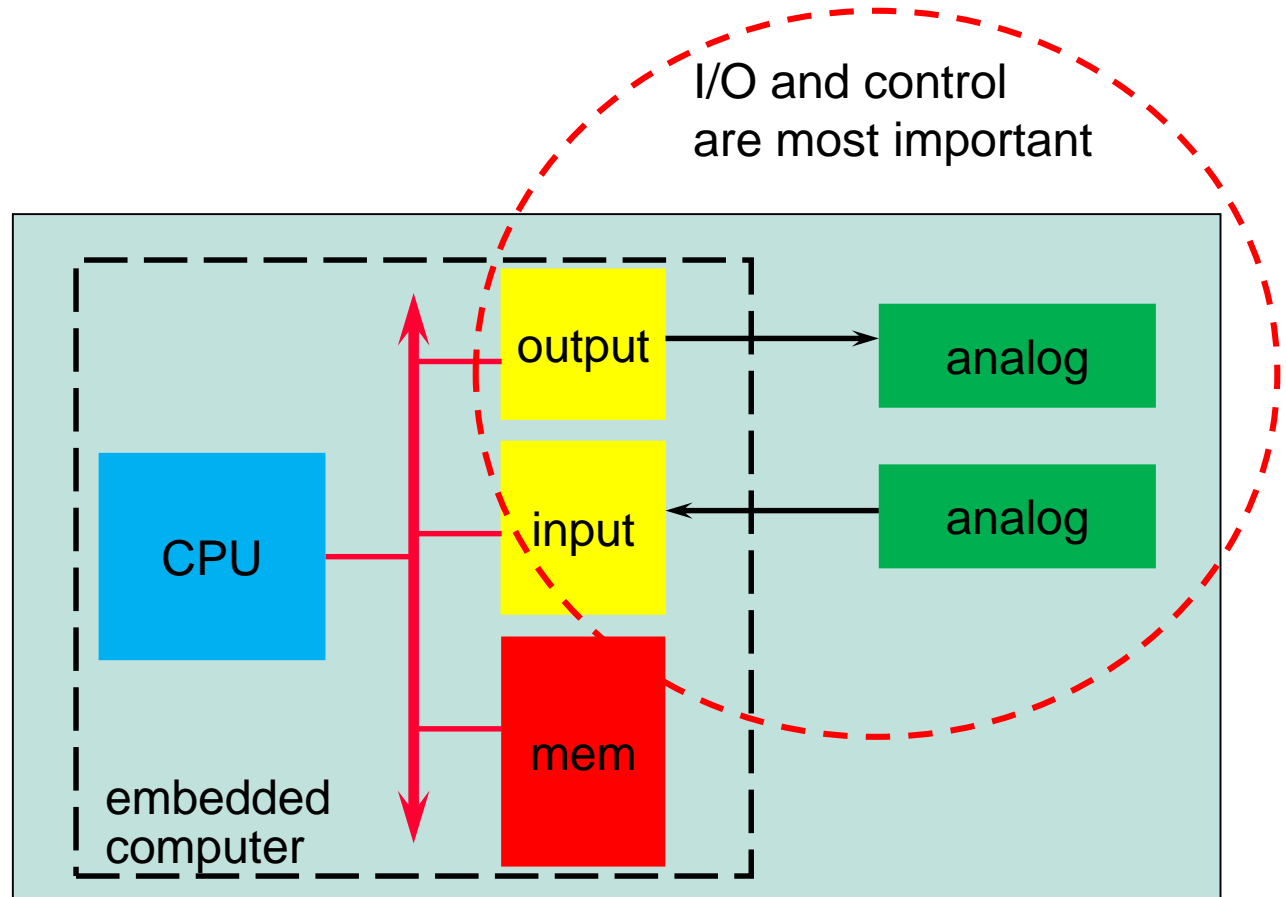 I/O and control
are most important
output
analog
input
analog
CPU
mem
embedded
computer